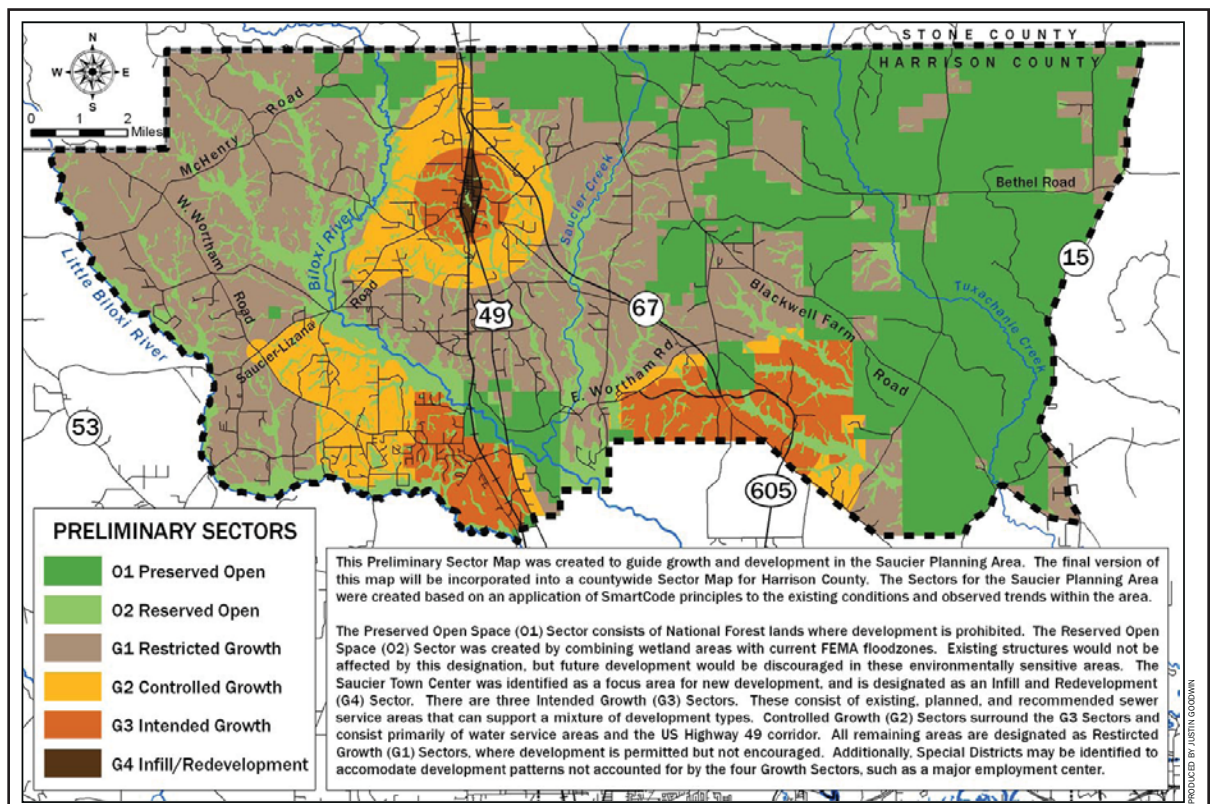 STONE COUNTY
HARRISON COUNTY
N
W
E
S
0 1 2
Miles
McHenry Road
W. Wortham Road
Biloxi River
Little Biloxi River
Saucier-Lizana Road
Saucier Creek
Bethel Road
15
Tuxachanie Creek
67
49
Blackwell Farm Road
E. Wortham Rd.
53
605
PRELIMINARY SECTORS
O1 Preserved Open
O2 Reserved Open
G1 Restricted Growth
G2 Controlled Growth
G3 Intended Growth
G4 Infill/Redevelopment
This Preliminary Sector Map was created to guide growth and development in the Saucier Planning Area. The final version of
this map will be incorporated into a countywide Sector Map for Harrison County. The Sectors for the Saucier Planning Area
were created based on an application of SmartCode principles to the existing conditions and observed trends within the area.
The Preserved Open Space (O1) Sector consists of National Forest lands where development is prohibited. The Reserved Open
Space (O2) Sector was created by combining wetland areas with current FEMA floodzones. Existing structures would not be
affected by this designation, but future development would be discouraged in these environmentally sensitive areas. The
Saucier Town Center was identified as a focus area for new development, and is designated as an Infill and Redevelopment
(G4) Sector. There are three Intended Growth (G3) Sectors. These consist of existing, planned, and recommended sewer
service areas that can support a mixture of development types. Controlled Growth (G2) Sectors surround the G3 Sectors and
consist primarily of water service areas and the US Highway 49 corridor. All remaining areas are designated as Restircted
Growth (G1) Sectors, where development is permitted but not encouraged. Additionally, Special Districts may be identified to
accomodate development patterns not accounted for by the four Growth Sectors, such as a major employment center.
PRODUCED BY JUSTIN GOODWIN